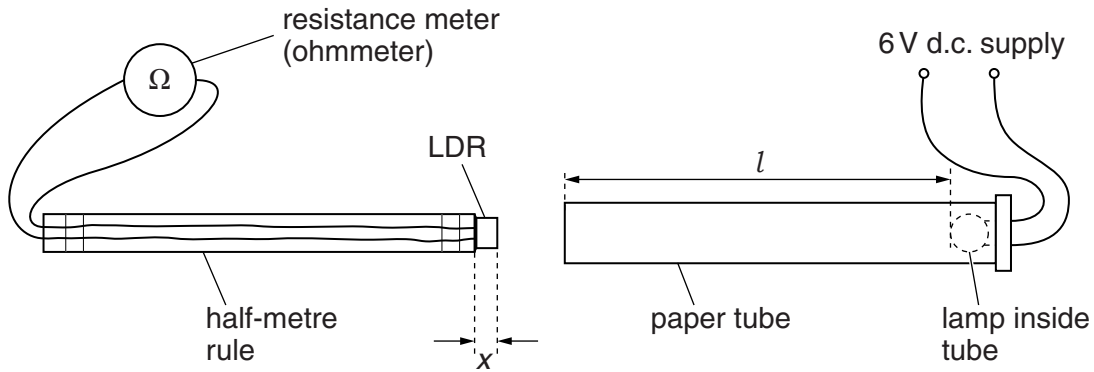 resistance meter
(ohmmeter)
Ω
6 V d.c. supply
LDR
l
half-metre
rule
x
paper tube
lamp inside
tube